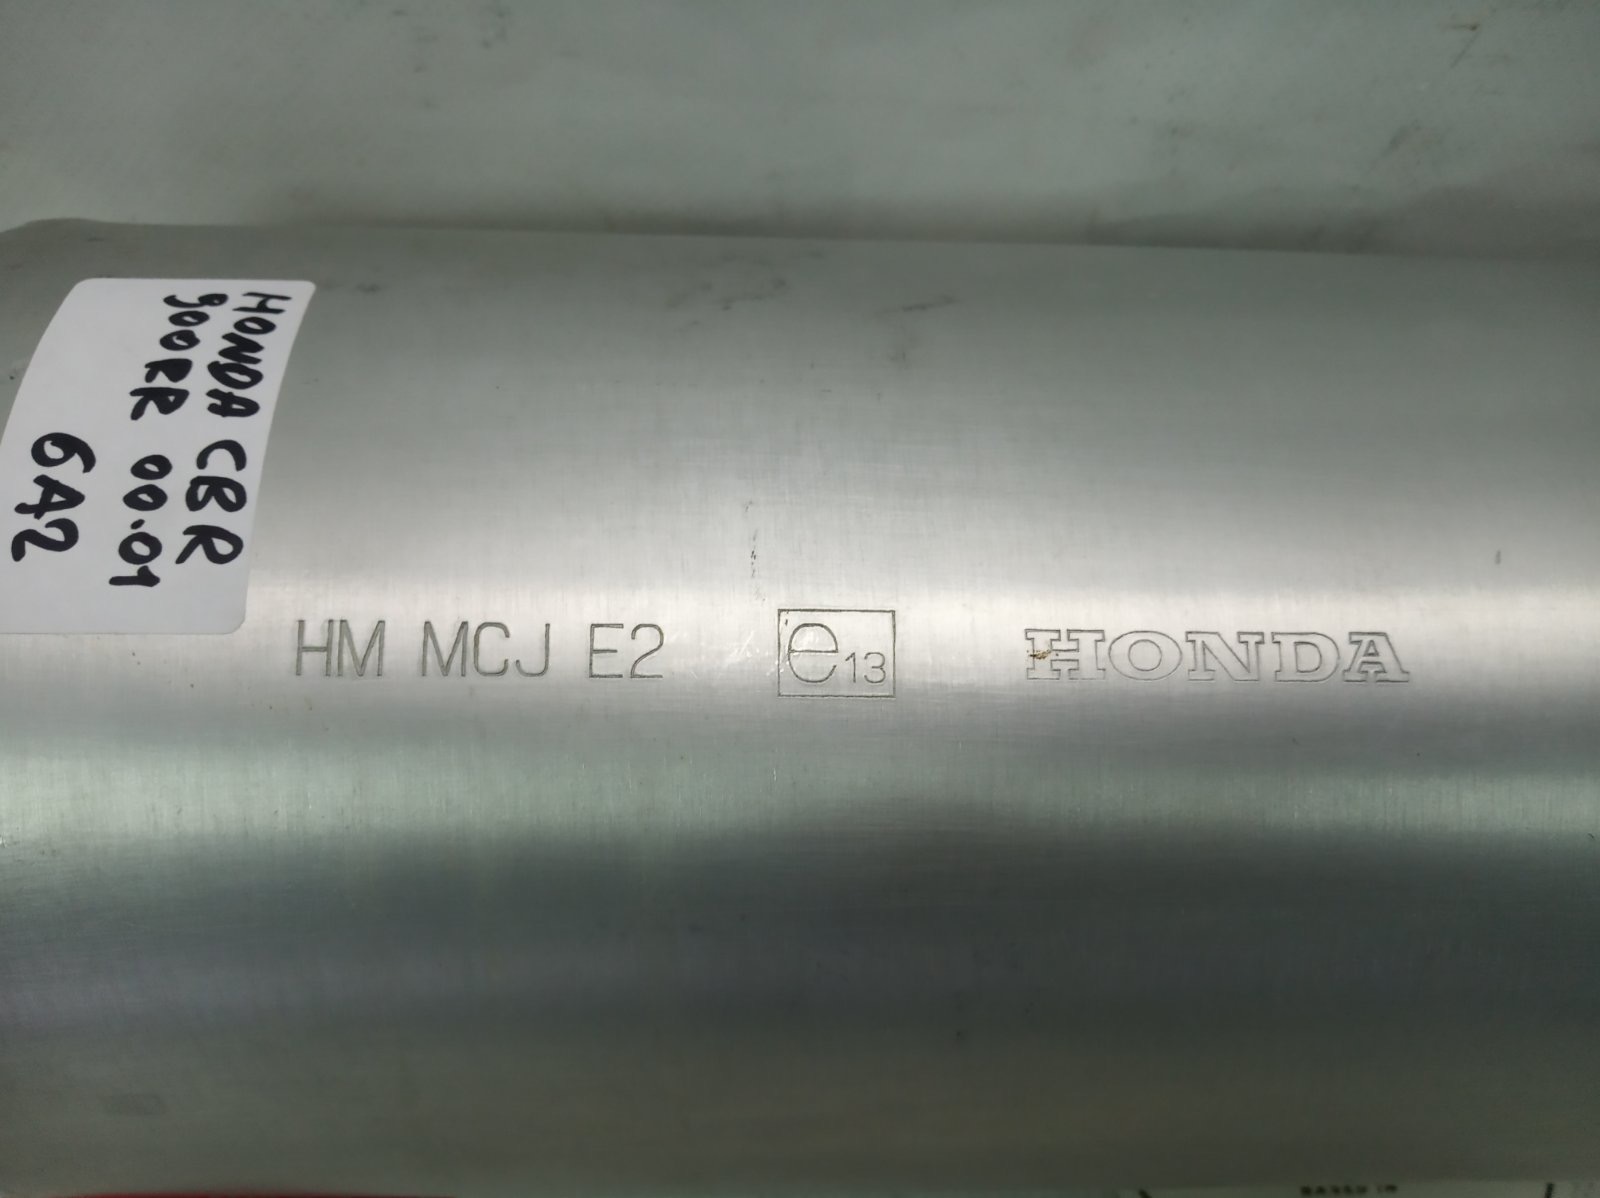 HONDA CBR
900RR 00.01
6A2
HM MCJ E2
e13
HONDA